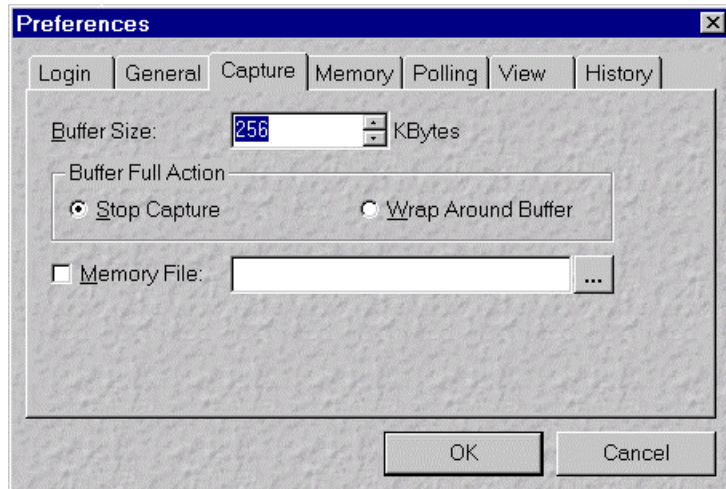 Preferences
Login General Capture Memory Polling View History
Buffer Size: 256 KBytes
Buffer Full Action
Stop Capture Wrap Around Buffer
Memory File: ...
OK Cancel